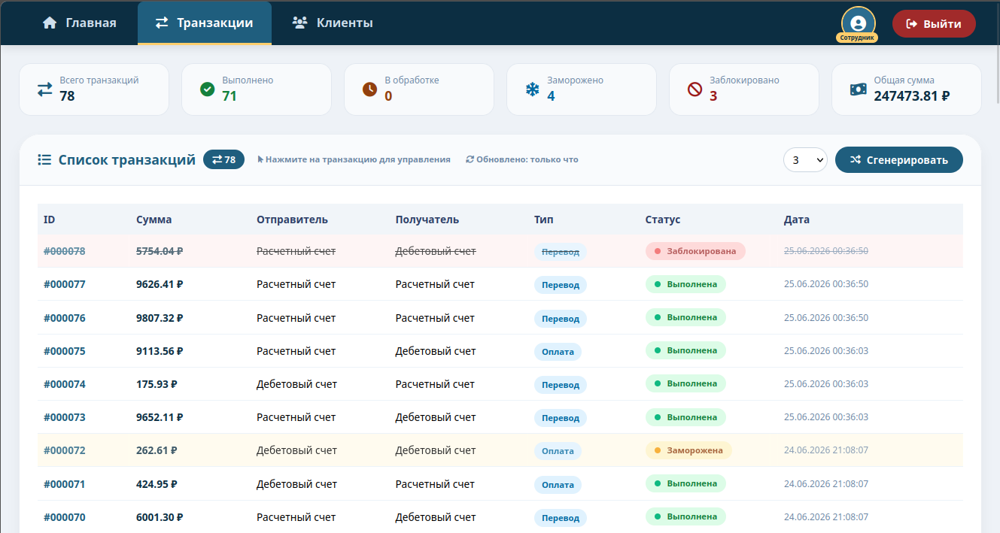 Главная Транзакции Клиенты Сотрудник Выйти
Всего транзакций Выполнено В обработке Заморожено Заблокировано Общая сумма
78 71 0 4 3 247473.81 ₽
Список транзакций 78 Нажмите на транзакцию для управления Обновлено: только что 3 Сгенерировать
ID Сумма Отправитель Получатель Тип Статус Дата
#000078 5754.04 ₽ Расчетный счет Дебетовый счет Перевод Заблокирована 25.06.2026 00:36:50
#000077 9626.41 ₽ Расчетный счет Расчетный счет Перевод Выполнена 25.06.2026 00:36:50
#000076 9807.32 ₽ Расчетный счет Расчетный счет Перевод Выполнена 25.06.2026 00:36:50
#000075 9113.56 ₽ Расчетный счет Дебетовый счет Оплата Выполнена 25.06.2026 00:36:03
#000074 175.93 ₽ Дебетовый счет Расчетный счет Перевод Выполнена 25.06.2026 00:36:03
#000073 9652.11 ₽ Расчетный счет Дебетовый счет Перевод Выполнена 25.06.2026 00:36:03
#000072 262.61 ₽ Дебетовый счет Дебетовый счет Оплата Заморожена 24.06.2026 21:08:07
#000071 424.95 ₽ Дебетовый счет Расчетный счет Оплата Выполнена 24.06.2026 21:08:07
#000070 6001.30 ₽ Расчетный счет Дебетовый счет Перевод Выполнена 24.06.2026 21:08:07